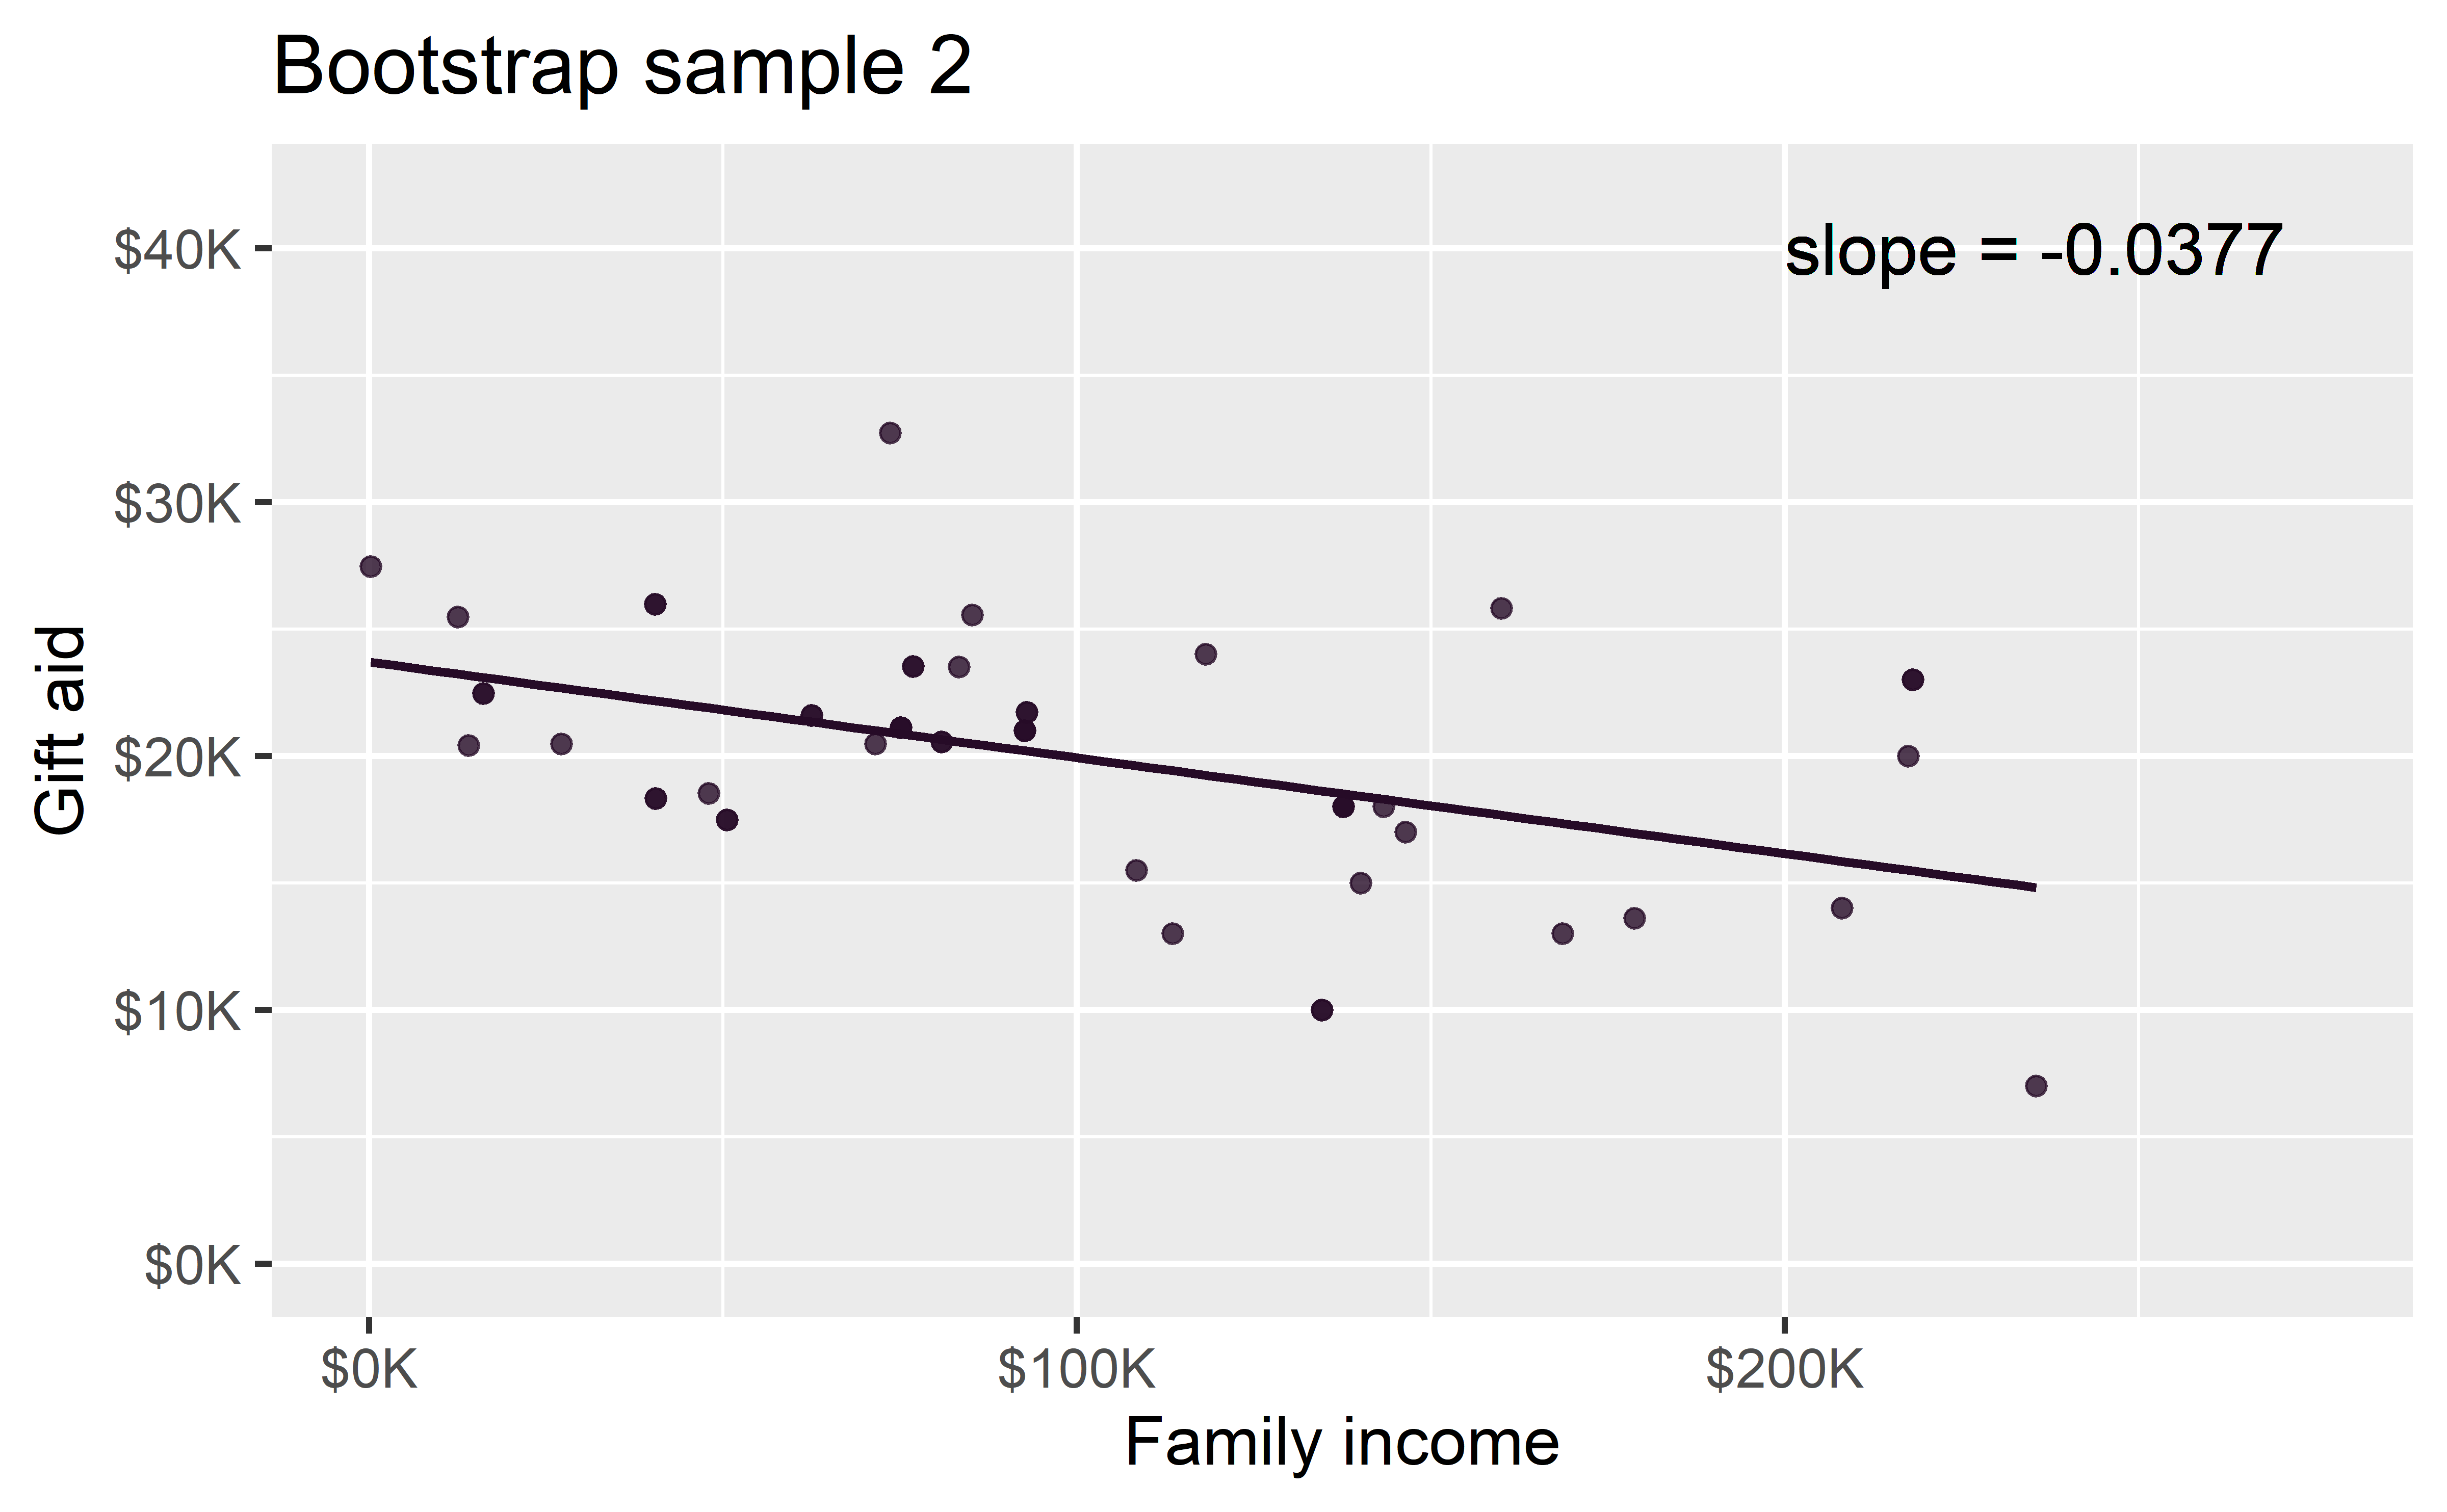 Bootstrap sample 2
slope = -0.0377
$40K
$30K
$20K
$10K
$0K
Gift aid
$0K $100K $200K
Family income